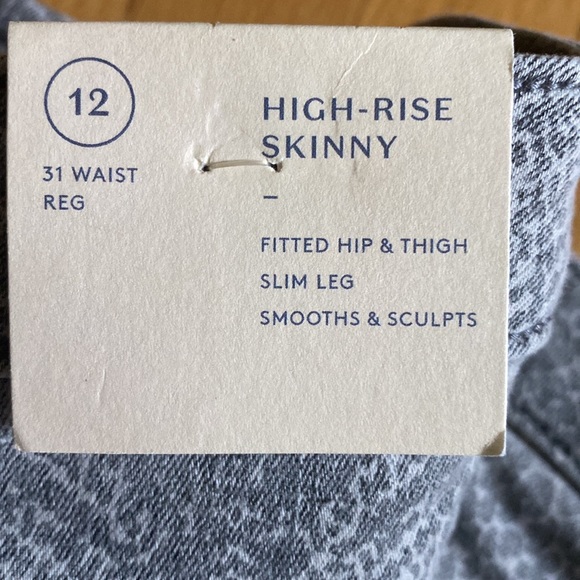 12
31 WAIST
REG
HIGH-RISE
SKINNY
–
FITTED HIP & THIGH
SLIM LEG
SMOOTHS & SCULPTS